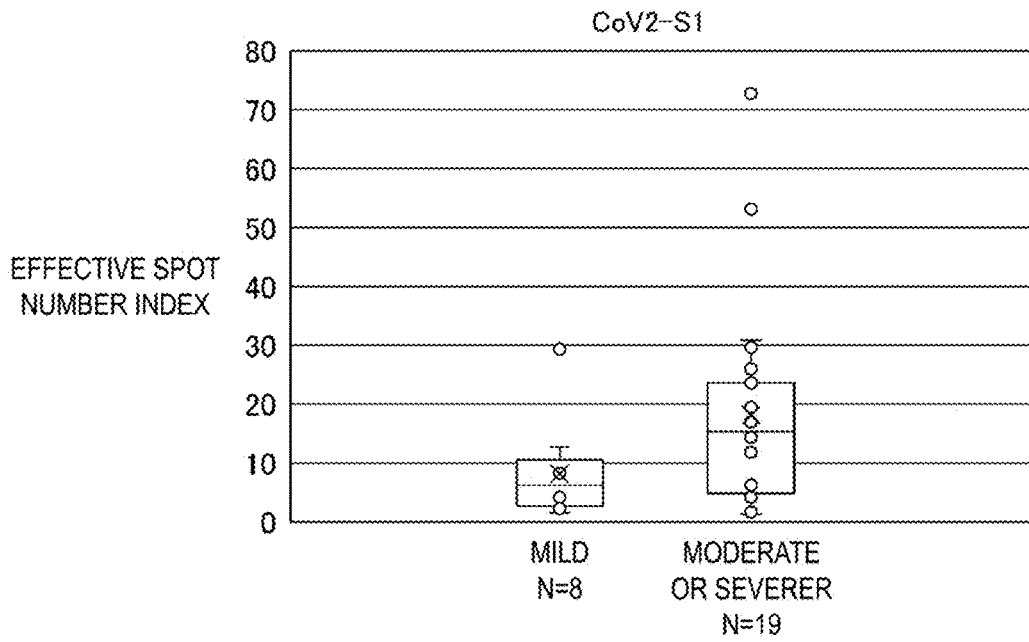 CoV2-S1
80
70
60
50
40
30
20
10
0
EFFECTIVE SPOT
NUMBER INDEX
MILD
N=8
MODERATE
OR SEVERER
N=19